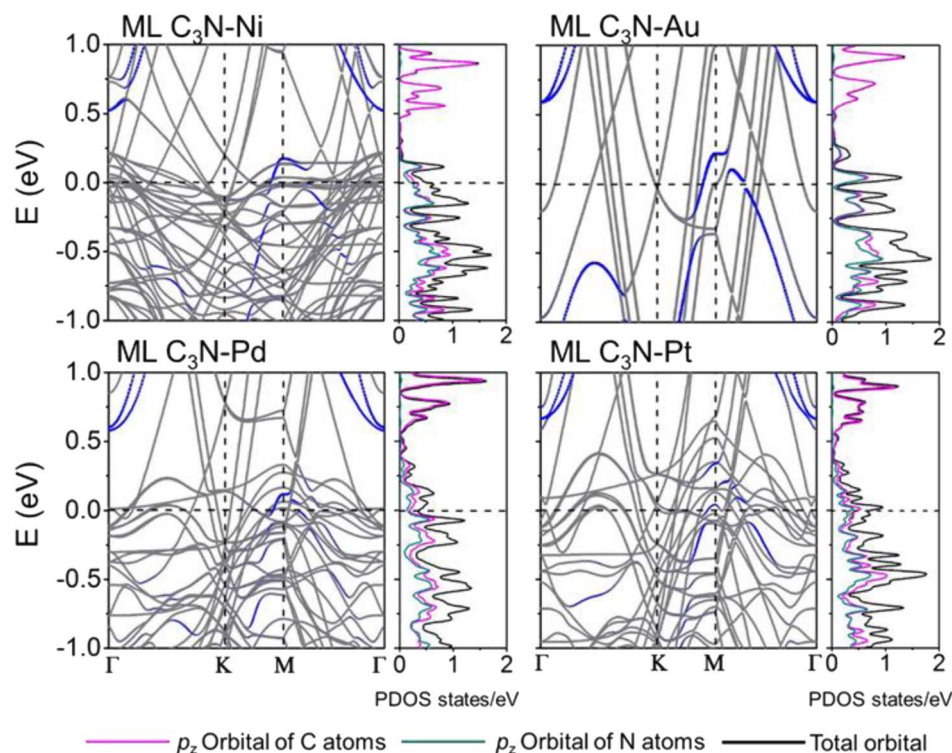 ML C₃N-Ni
ML C₃N-Au
E (eV)
1.0
0.5
0.0
-0.5
-1.0
0 1 2
0 1 2
ML C₃N-Pd
ML C₃N-Pt
E (eV)
1.0
0.5
0.0
-0.5
-1.0
Γ K M Γ
0 1 2
Γ K M Γ
0 1 2
PDOS states/eV
PDOS states/eV
pz Orbital of C atoms
pz Orbital of N atoms
Total orbital